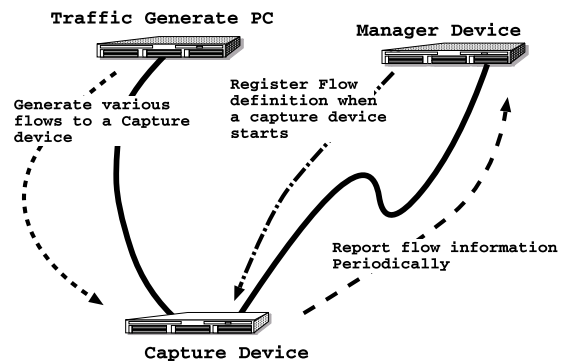 Traffic Generate PC
Manager Device
Generate various
flows to a Capture
device
Register Flow
definition when
a capture device
starts
Report flow information
Periodically
Capture Device